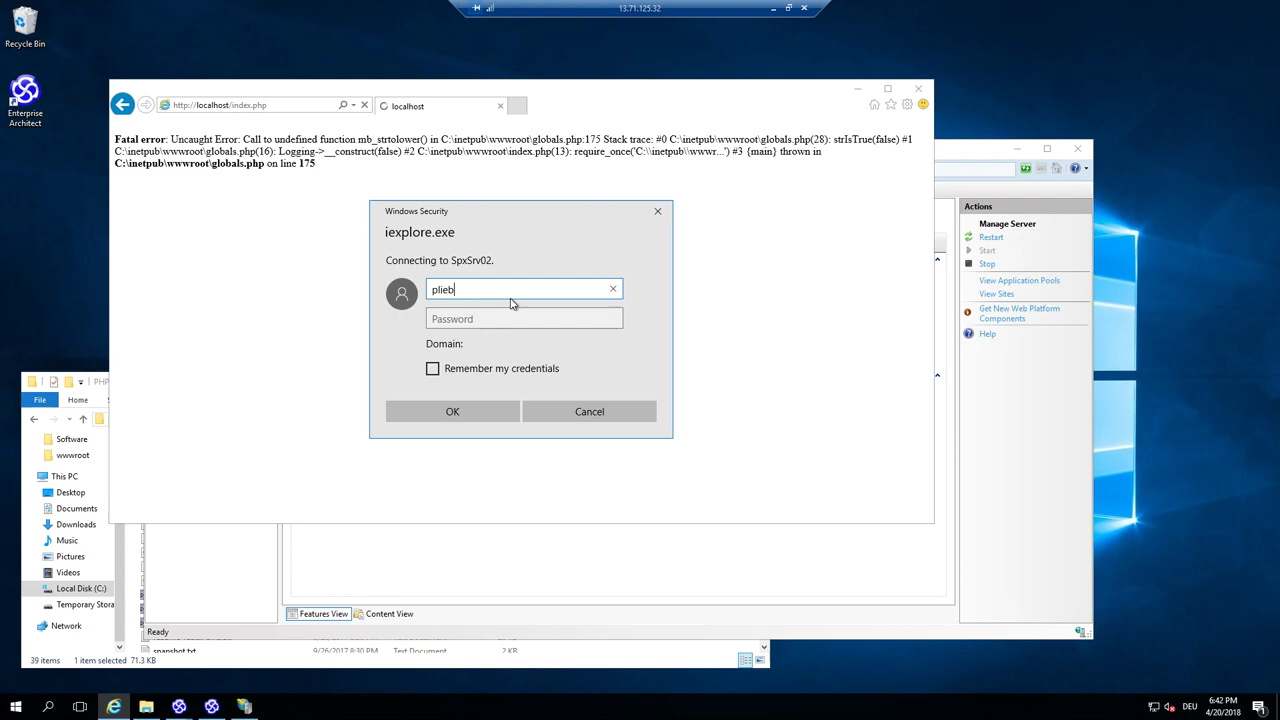 13.71.125.32
Recycle Bin
Enterprise
Architect
http://localhost/index.php
localhost
Fatal error: Uncaught Error: Call to undefined function mb_strtolower() in C:\inetpub\wwwroot\globals.php:175 Stack trace: #0 C:\inetpub\wwwroot\globals.php(28): strIsTrue(false) #1
C:\inetpub\wwwroot\globals.php(16): Logging->__construct(false) #2 C:\inetpub\wwwroot\index.php(13): require_once('C:\\inetpub\\wwwr...') #3 {main} thrown in
C:\inetpub\wwwroot\globals.php on line 175
Windows Security
iexplore.exe
Connecting to SpxSrv02.
plieb
Password
Domain:
Remember my credentials
OK
Cancel
Actions
Manage Server
Restart
Start
Stop
View Application Pools
View Sites
Get New Web Platform
Components
Help
PHP
File
Home
Software
wwwroot
This PC
Desktop
Documents
Downloads
Music
Pictures
Videos
Local Disk (C:)
Temporary Stora
Network
Features View
Content View
Ready
snapshot.txt
9/26/2017 8:30 PM
Text Document
2 KB
39 items
1 item selected 71.3 KB
DEU
6:42 PM
4/20/2018
1